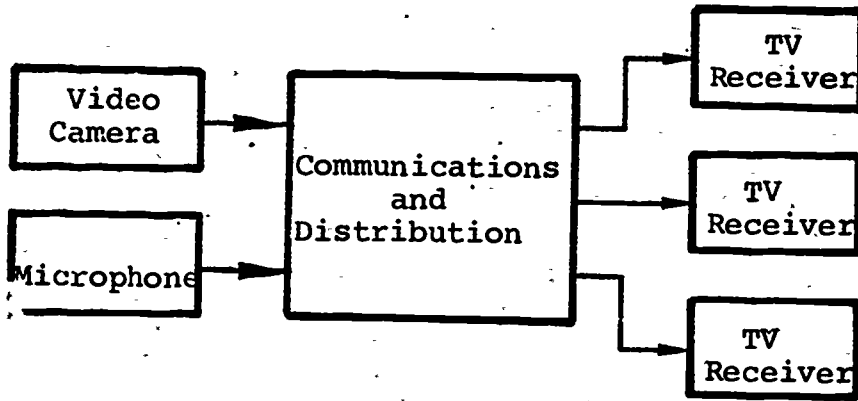 Video
Camera
Microphone
Communications
and
Distribution
TV
Receiver
TV
Receiver
TV
Receiver